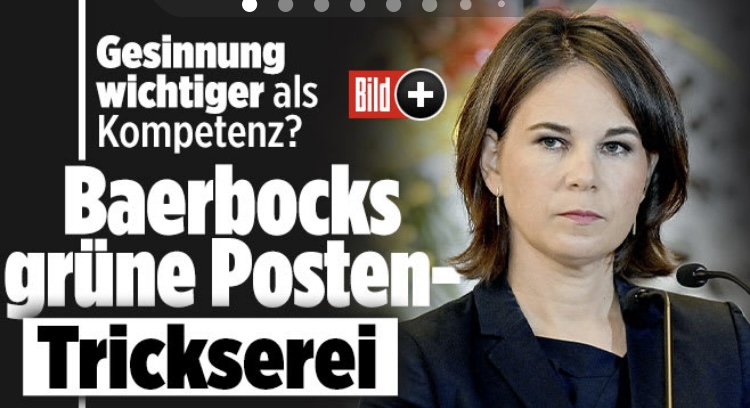 Gesinnung
wichtiger als
Kompetenz?
Bild +
Baerbocks
grüne Posten-
Trickserei